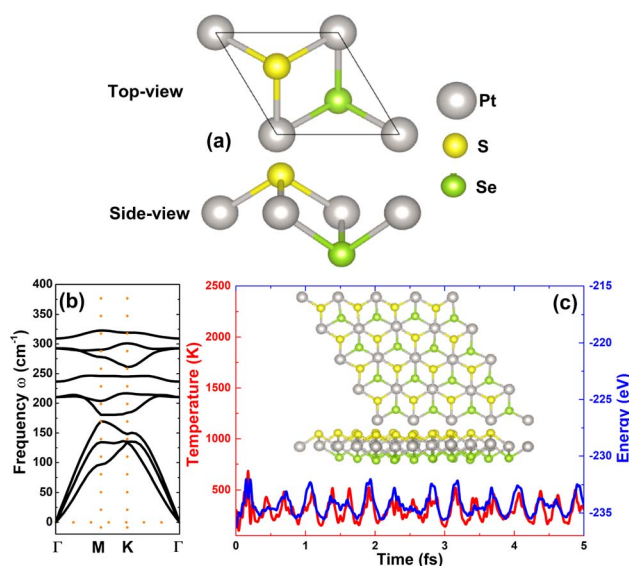 Top-view
(a)
Pt
S
Se
Side-view
(b)
400
350
300
250
200
150
100
50
0
Frequency ω (cm⁻¹)
Γ M K Γ
(c)
2500
2000
1500
1000
500
Temperature (K)
-215
-220
-225
-230
-235
Energy (eV)
0 1 2 3 4 5
Time (fs)